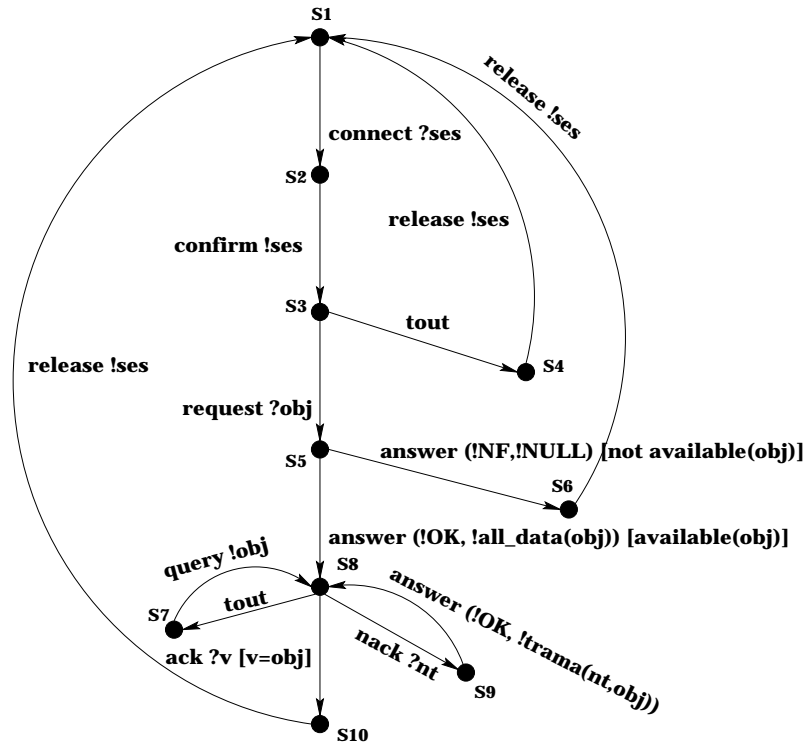 S1
release !ses
connect ?ses
S2
release !ses
confirm !ses
S3
tout
release !ses
S4
request ?obj
answer (!NF,!NULL) [not available(obj)]
S5
S6
answer (!OK, !all_data(obj)) [available(obj)]
query !obj
S8
answer (!OK, !trama(nt,obj))
S7
tout
ack ?v [v=obj]
nack ?nt
S9
S10